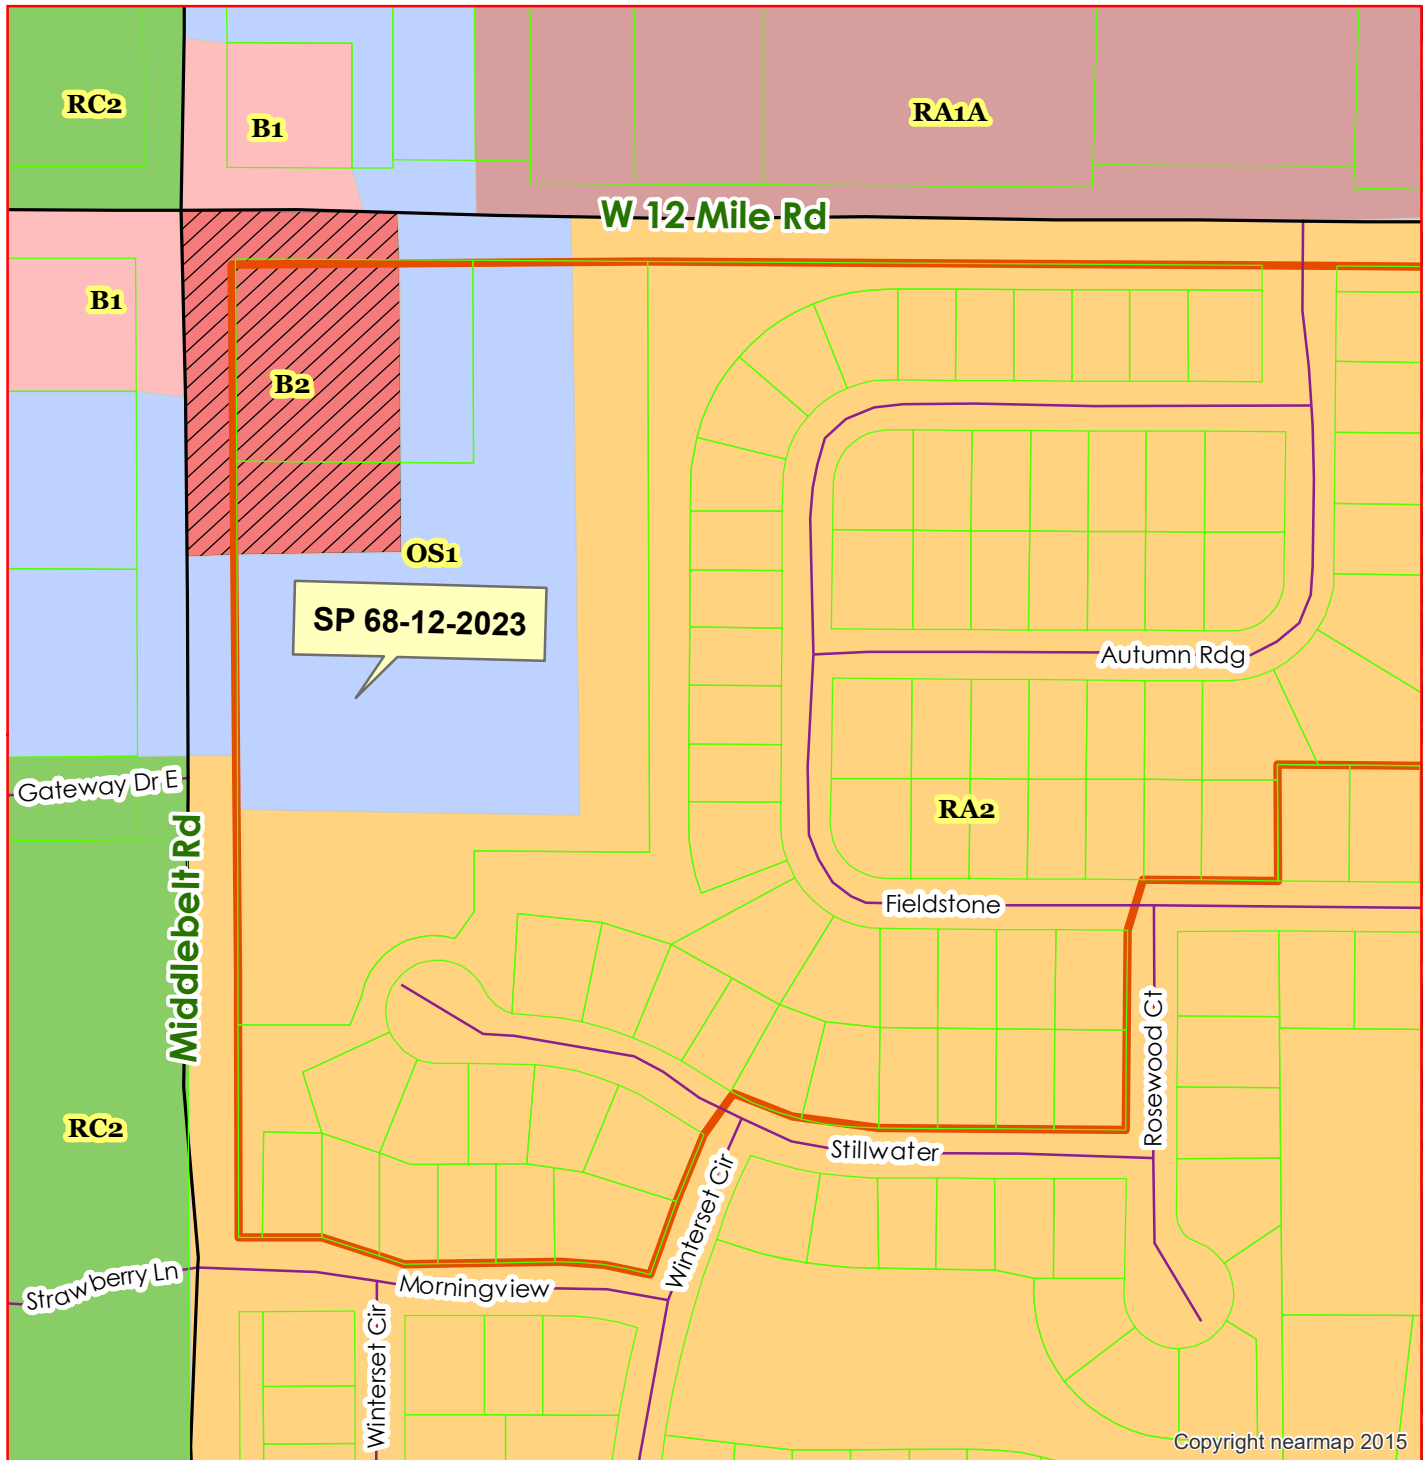 RC2
B1
RA1A
W 12 Mile Rd
B1
B2
OS1
SP 68-12-2023
Autumn Rdg
Gateway Dr E
RA2
Middlebelt Rd
Fieldstone
Rosewood Ct
RC2
Stillwater
Winterset Cir
Strawberry Ln
Morningview
Winterset Cir
Copyright nearmap 2015